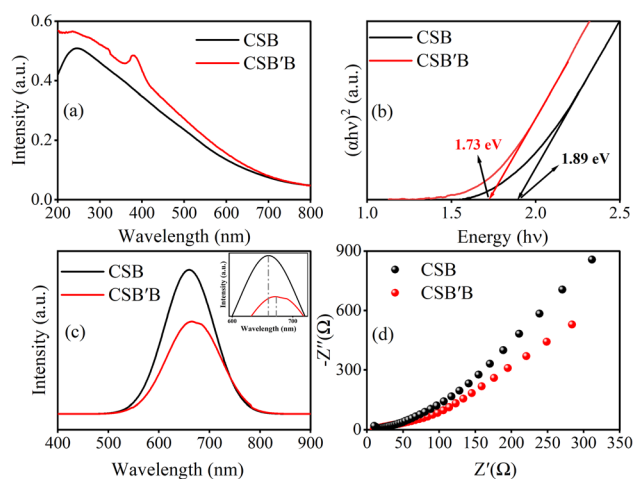 0.6
0.4
0.2
0.0
Intensity (a.u.)
CSB
CSB'B
(a)
200 300 400 500 600 700 800
Wavelength (nm)
(αhν)² (a.u.)
CSB
CSB'B
(b)
1.73 eV
1.89 eV
1.0 1.5 2.0 2.5
Energy (hν)
Intensity (a.u.)
CSB
CSB'B
(c)
Intensity (a.u.)
600 700
Wavelength (nm)
400 500 600 700 800 900
Wavelength (nm)
900
600
300
0
-Z''(Ω)
CSB
CSB'B
(d)
0 50 100 150 200 250 300 350
Z'(Ω)